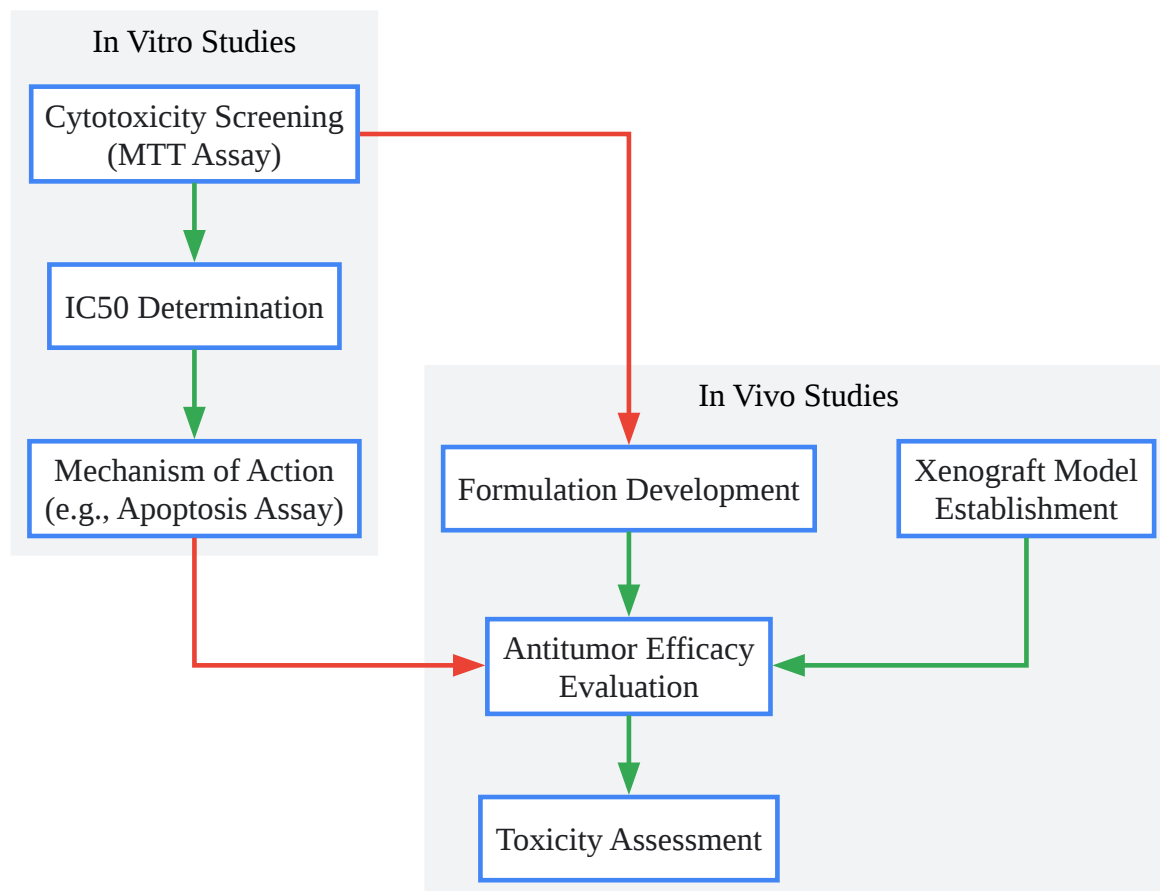 In Vitro Studies
Cytotoxicity Screening
(MTT Assay)
IC50 Determination
Mechanism of Action
(e.g., Apoptosis Assay)
In Vivo Studies
Formulation Development
Xenograft Model
Establishment
Antitumor Efficacy
Evaluation
Toxicity Assessment